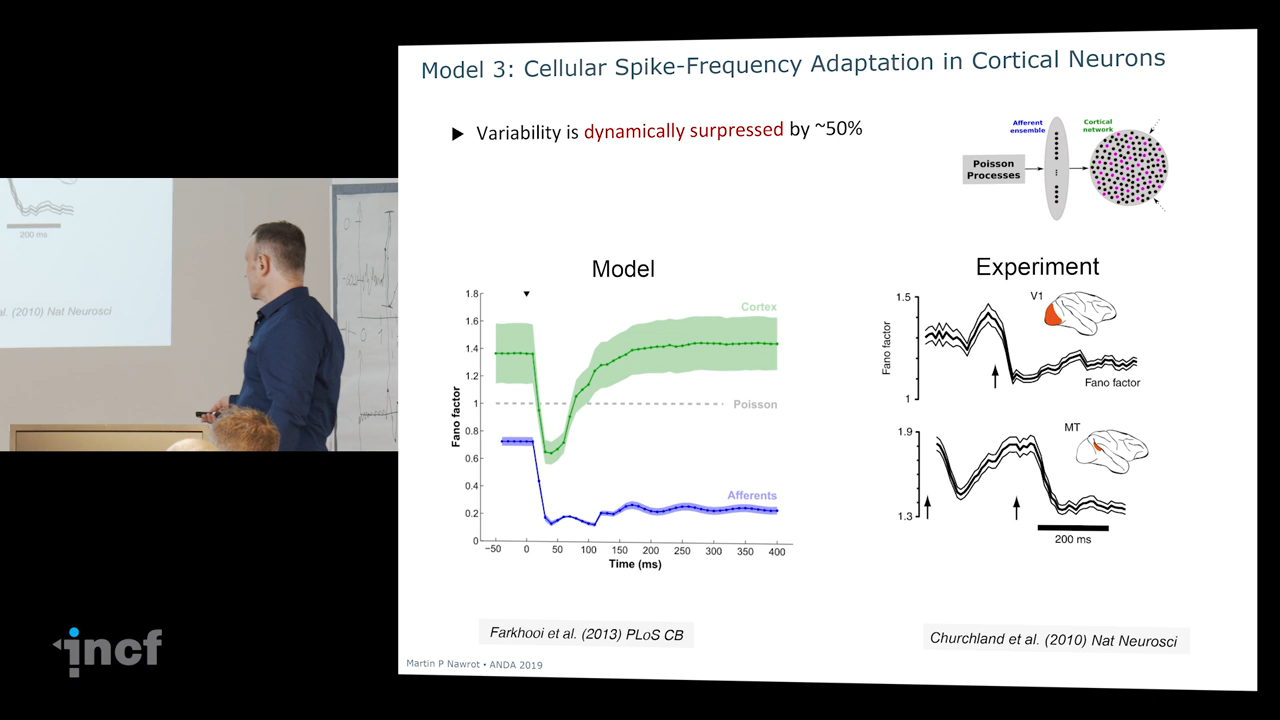 Model 3: Cellular Spike-Frequency Adaptation in Cortical Neurons
Variability is dynamically surpressed by ~50%
Afferent
ensemble
Cortical
network
Poisson
Processes
Model
1.8
1.6
1.4
1.2
1
0.8
0.6
0.4
0.2
0
Fano factor
Cortex
Poisson
Afferents
−50 0 50 100 150 200 250 300 350 400
Time (ms)
Farkhooi et al. (2013) PLoS CB
Experiment
1.5
1
Fano factor
V1
Fano factor
1.9
1.3
MT
200 ms
Churchland et al. (2010) Nat Neurosci
Martin P Nawrot • ANDA 2019
200 ms
al. (2010) Nat Neurosci
incf